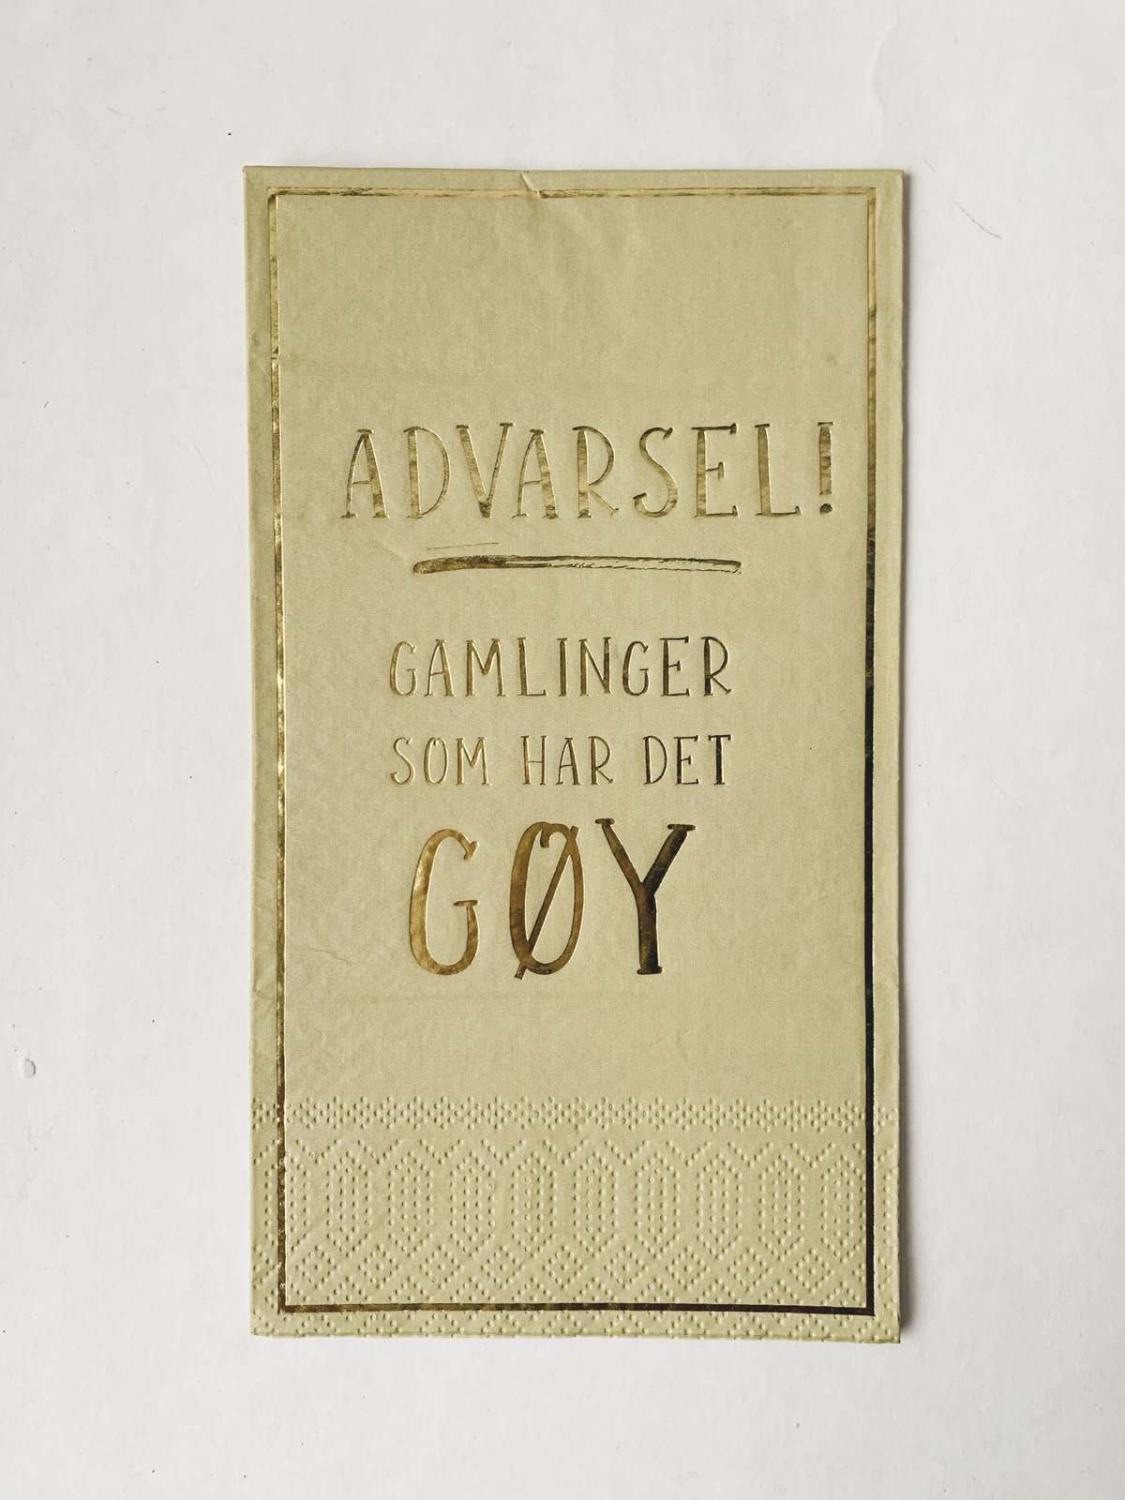 ADVARSEL!
GAMLINGER
SOM HAR DET
GØY